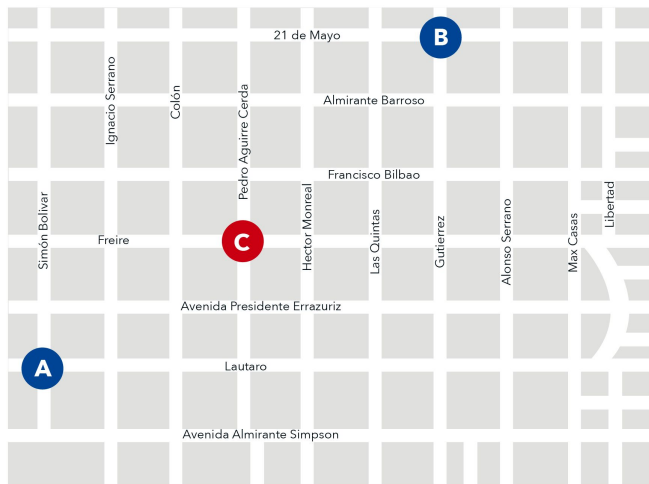 B
21 de Mayo
Ignacio Serrano
Colón
Pedro Aguirre Cerda
Almirante Barroso
Francisco Bilbao
Simón Bolivar
Hector Monreal
Las Quintas
Gutierrez
Alonso Serrano
Max Casas
Libertad
Freire
C
Avenida Presidente Errazuriz
A
Lautaro
Avenida Almirante Simpson